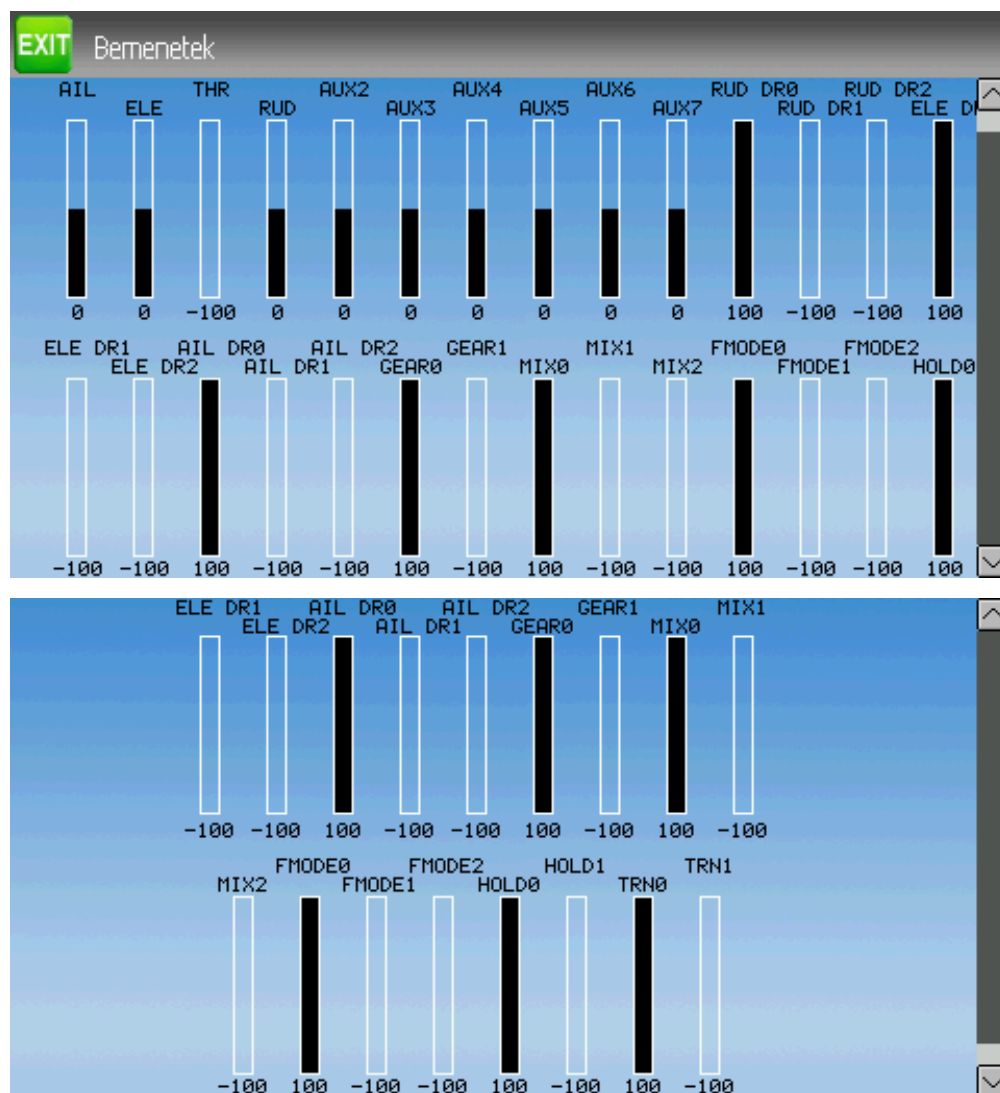 EXIT Bemenetek
AIL THR AUX2 AUX4 AUX6 RUD DR0 RUD DR2
ELE RUD AUX3 AUX5 AUX7 RUD DR1 ELE D
0 0 -100 0 0 0 0 0 0 0 100 -100 -100 100
ELE DR1 AIL DR0 AIL DR2 GEAR1 MIX1 FMODE0 FMODE2
ELE DR2 AIL DR1 GEAR0 MIX0 MIX2 FMODE1 HOLD0
-100 -100 100 -100 -100 100 -100 100 -100 -100 100 -100 -100 100
ELE DR1 AIL DR0 AIL DR2 GEAR1 MIX1
ELE DR2 AIL DR1 GEAR0 MIX0
-100 -100 100 -100 -100 100 -100 100 -100
FMODE0 FMODE2 HOLD1 TRN1
MIX2 FMODE1 HOLD0 TRN0
-100 100 -100 -100 100 -100 100 -100